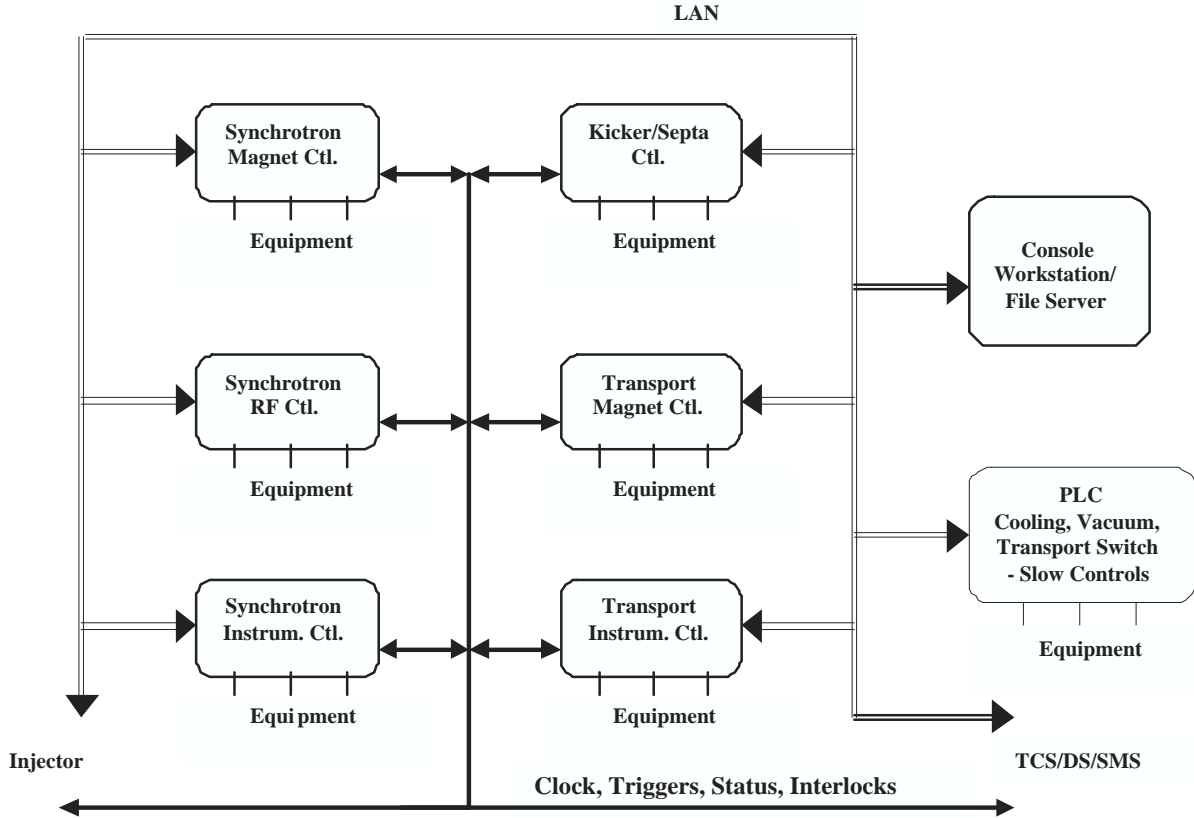 LAN
Synchrotron
Magnet Ctl.
Equipment
Kicker/Septa
Ctl.
Equipment
Console
Workstation/
File Server
Synchrotron
RF Ctl.
Equipment
Transport
Magnet Ctl.
Equipment
PLC
Cooling, Vacuum,
Transport Switch
- Slow Controls
Equipment
Synchrotron
Instrum. Ctl.
Equipment
Transport
Instrum. Ctl.
Equipment
Injector
TCS/DS/SMS
Clock, Triggers, Status, Interlocks